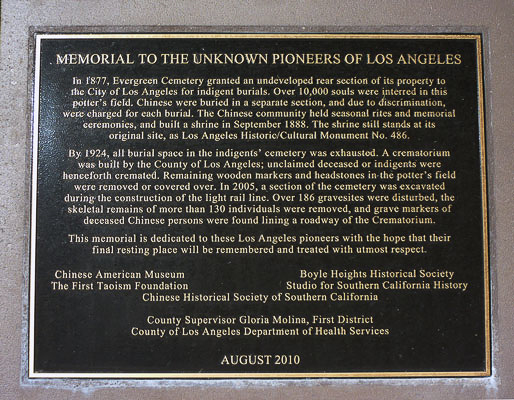 MEMORIAL TO THE UNKNOWN PIONEERS OF LOS ANGELES
In 1877, Evergreen Cemetery granted an undeveloped rear section of its property to
the City of Los Angeles for indigent burials. Over 10,000 souls were interred in this
potter's field. Chinese were buried in a separate section, and due to discrimination,
were charged for each burial. The Chinese community held seasonal rites and memorial
ceremonies, and built a shrine in September 1888. The shrine still stands at its
original site, as Los Angeles Historic/Cultural Monument No. 486.
By 1924, all burial space in the indigents' cemetery was exhausted. A crematorium
was built by the County of Los Angeles; unclaimed deceased or indigents were
henceforth cremated. Remaining wooden markers and headstones in the potter's field
were removed or covered over. In 2005, a section of the cemetery was excavated
during the construction of the light rail line. Over 186 gravesites were disturbed, the
skeletal remains of more than 130 individuals were removed, and grave markers of
deceased Chinese persons were found lining a roadway of the Crematorium.
This memorial is dedicated to these Los Angeles pioneers with the hope that their
final resting place will be remembered and treated with utmost respect.
Chinese American Museum
Boyle Heights Historical Society
The First Taoism Foundation
Studio for Southern California History
Chinese Historical Society of Southern California
County Supervisor Gloria Molina, First District
County of Los Angeles Department of Health Services
AUGUST 2010